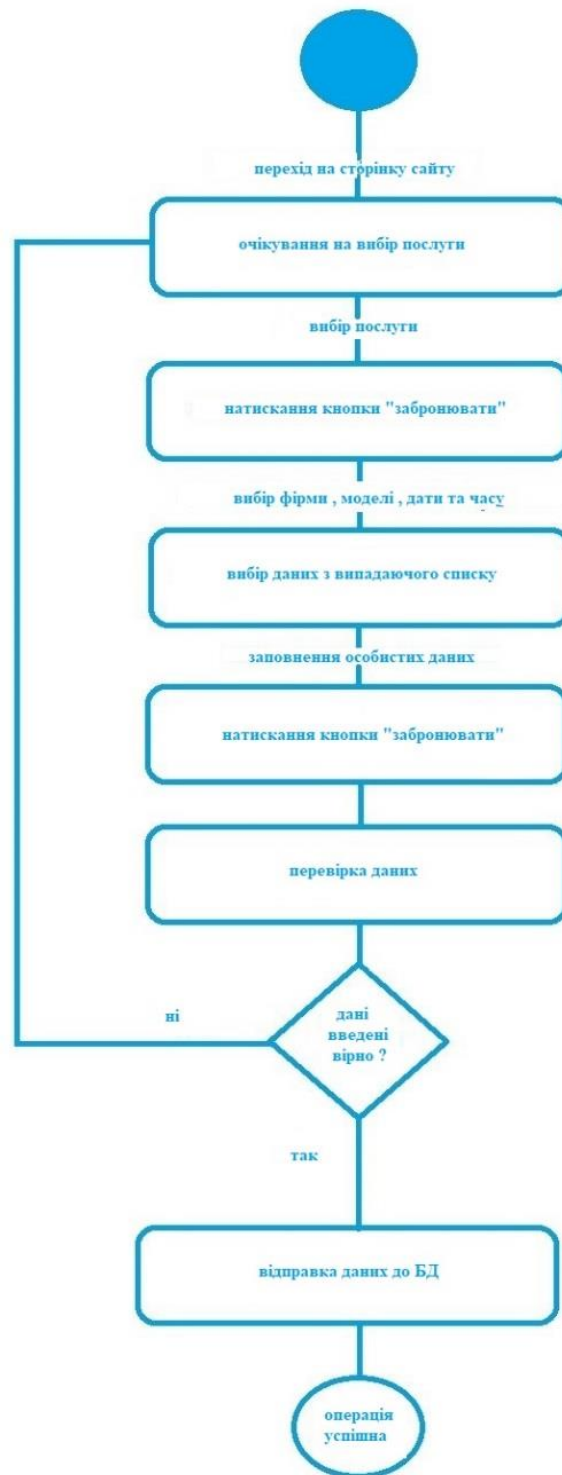 перехід на сторінку сайту
очікування на вибір послуги
вибір послуги
натискання кнопки "забронювати"
вибір фірми , моделі , дати та часу
вибір даних з випадаючого списку
заповнення особистих даних
натискання кнопки "забронювати"
перевірка даних
ні
дані
введені
вірно ?
так
відправка даних до БД
операція
успішна